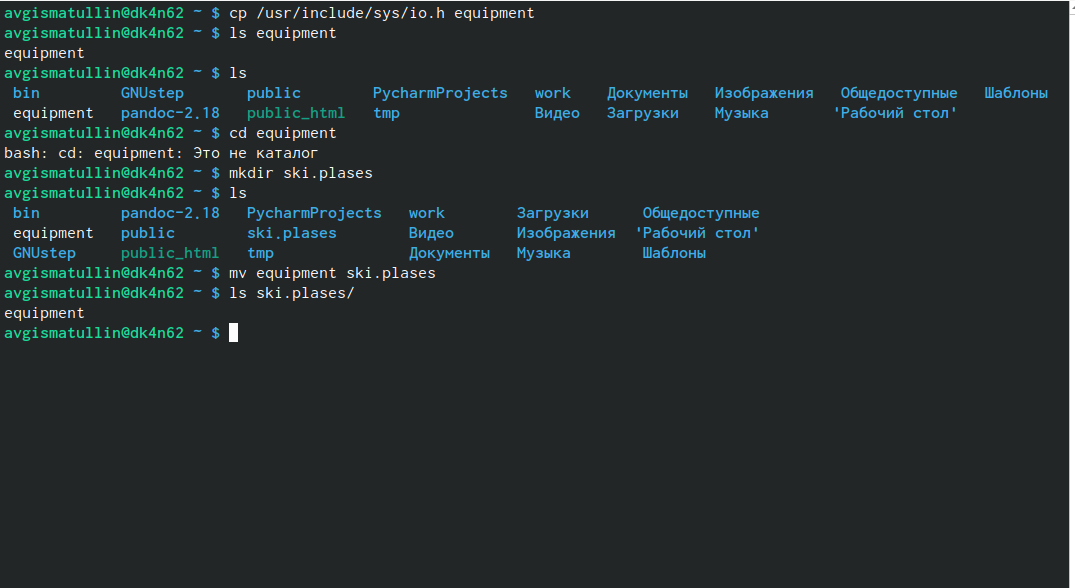 avgismatullin@dk4n62 ~ $ cp /usr/include/sys/io.h equipment
avgismatullin@dk4n62 ~ $ ls equipment
equipment
avgismatullin@dk4n62 ~ $ ls
bin GNUstep public PycharmProjects work Документы Изображения Общедоступные Шаблоны
equipment pandoc-2.18 public_html tmp Видео Загрузки Музыка 'Рабочий стол'
avgismatullin@dk4n62 ~ $ cd equipment
bash: cd: equipment: Это не каталог
avgismatullin@dk4n62 ~ $ mkdir ski.plases
avgismatullin@dk4n62 ~ $ ls
bin pandoc-2.18 PycharmProjects work Загрузки Общедоступные
equipment public ski.plases Видео Изображения 'Рабочий стол'
GNUstep public_html tmp Документы Музыка Шаблоны
avgismatullin@dk4n62 ~ $ mv equipment ski.plases
avgismatullin@dk4n62 ~ $ ls ski.plases/
equipment
avgismatullin@dk4n62 ~ $